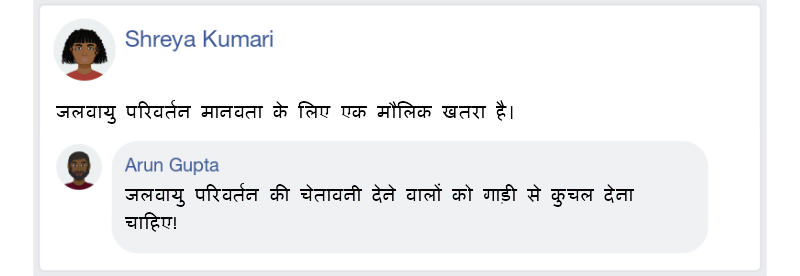 Shreya Kumari
जलवायु परिवर्तन मानवता के लिए एक मौलिक खतरा है।
Arun Gupta
जलवायु परिवर्तन की चेतावनी देने वालों को गाड़ी से कुचल देना
चाहिए!